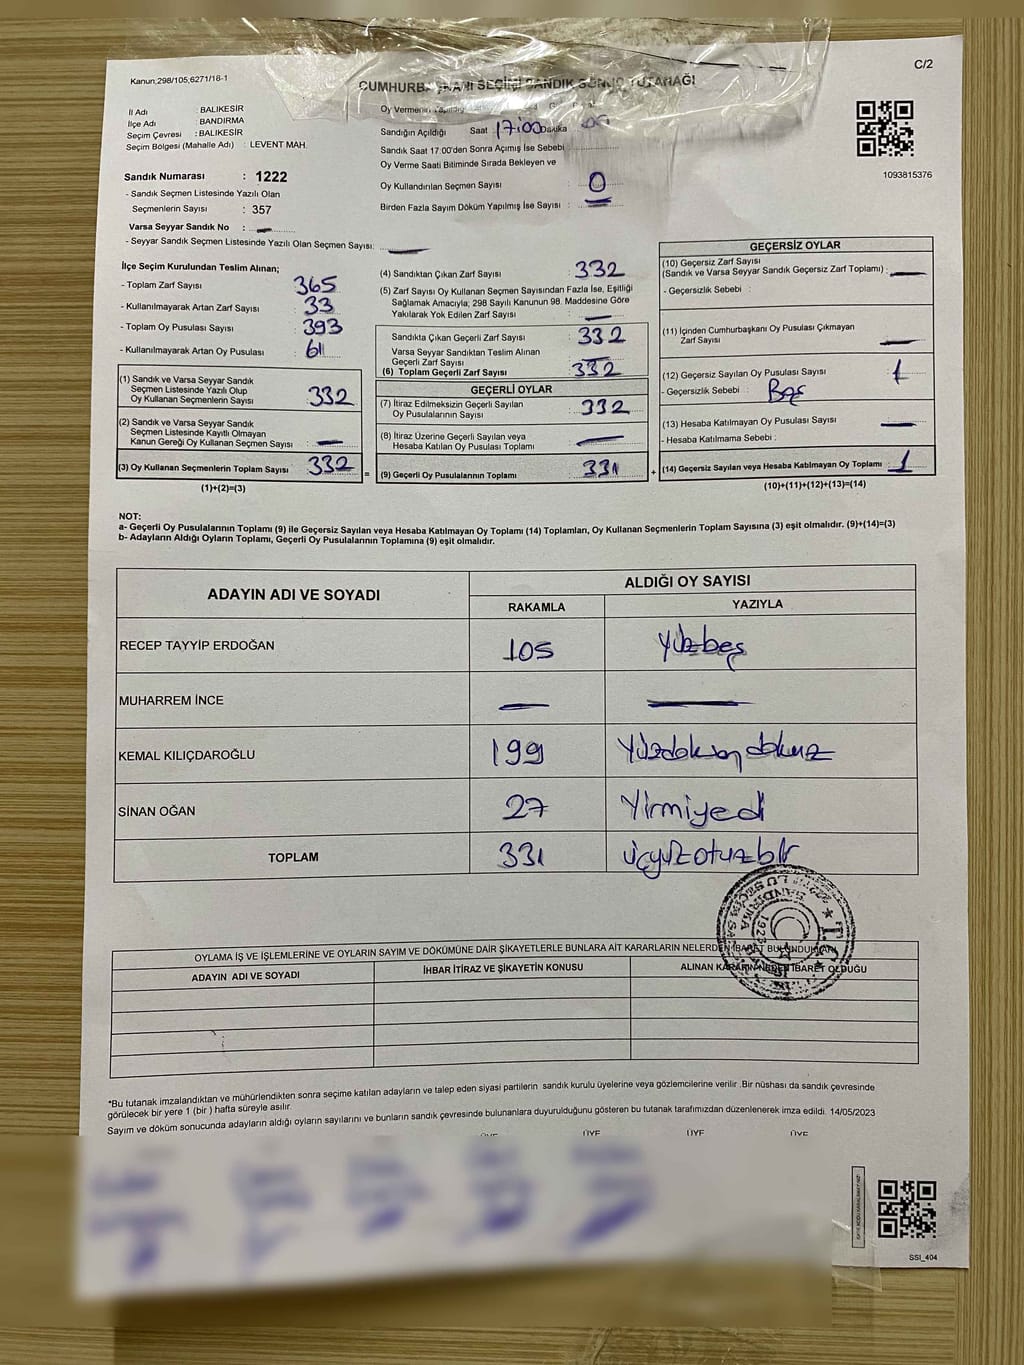 C/2
Kanun,298/105,6271/18-1
CUMHURB SEÇİMİ SANDIK SONUÇ TUTANAĞI
İl Adı : BALIKESİR
İlçe Adı : BANDIRMA
Seçim Çevresi : BALIKESİR
Seçim Bölgesi (Mahalle Adı) : LEVENT MAH.
Oy Vermenin Yapıldığı
Sandığın Açıldığı Saat 17:00 Dakika
Sandık Saat 17:00'den Sonra Açımış İse Sebebi :
Oy Verme Saati Bitiminde Sırada Bekleyen ve
Oy Kullandırılan Seçmen Sayısı : 0
Birden Fazla Sayım Döküm Yapılmış İse Sayısı : —
1093815376
Sandık Numarası : 1222
- Sandık Seçmen Listesinde Yazılı Olan
Seçmenlerin Sayısı : 357
Varsa Seyyar Sandık No : —
- Seyyar Sandık Seçmen Listesinde Yazılı Olan Seçmen Sayısı: —
İlçe Seçim Kurulundan Teslim Alınan;
- Toplam Zarf Sayısı : 365
- Kullanılmayarak Artan Zarf Sayısı : 33
- Toplam Oy Pusulası Sayısı : 393
- Kullanılmayarak Artan Oy Pusulası : 61
(1) Sandık ve Varsa Seyyar Sandık
Seçmen Listesinde Yazılı Olup
Oy Kullanan Seçmenlerin Sayısı : 332
(2) Sandık ve Varsa Seyyar Sandık
Seçmen Listesinde Kayıtlı Olmayan
Kanun Gereği Oy Kullanan Seçmen Sayısı : —
(3) Oy Kullanan Seçmenlerin Toplam Sayısı : 332 =
(1)+(2)=(3)
(4) Sandıktan Çıkan Zarf Sayısı : 332
(5) Zarf Sayısı Oy Kullanan Seçmen Sayısından Fazla İse, Eşitliği
Sağlamak Amacıyla; 298 Sayılı Kanunun 98. Maddesine Göre
Yakılarak Yok Edilen Zarf Sayısı : —
Sandıkta Çıkan Geçerli Zarf Sayısı : 332
Varsa Seyyar Sandıktan Teslim Alınan
Geçerli Zarf Sayısı : —
(6) Toplam Geçerli Zarf Sayısı : 332
GEÇERLİ OYLAR
(7) İtiraz Edilmeksizin Geçerli Sayılan
Oy Pusulalarının Sayısı : 332
(8) İtiraz Üzerine Geçerli Sayılan veya
Hesaba Katılan Oy Pusulası Toplamı : —
(9) Geçerli Oy Pusulalarının Toplamı : 331 +
GEÇERSİZ OYLAR
(10) Geçersiz Zarf Sayısı
(Sandık ve Varsa Seyyar Sandık Geçersiz Zarf Toplamı) : —
- Geçersizlik Sebebi :
(11) İçinden Cumhurbaşkanı Oy Pusulası Çıkmayan
Zarf Sayısı : —
(12) Geçersiz Sayılan Oy Pusulası Sayısı : 1
- Geçersizlik Sebebi :
(13) Hesaba Katılmayan Oy Pusulası Sayısı : —
- Hesaba Katılmama Sebebi :
(14) Geçersiz Sayılan veya Hesaba Katılmayan Oy Toplamı : 1
(10)+(11)+(12)+(13)=(14)
NOT:
a- Geçerli Oy Pusulalarının Toplamı (9) ile Geçersiz Sayılan veya Hesaba Katılmayan Oy Toplamı (14) Toplamları, Oy Kullanan Seçmenlerin Toplam Sayısına (3) eşit olmalıdır. (9)+(14)=(3)
b- Adayların Aldığı Oyların Toplamı, Geçerli Oy Pusulalarının Toplamına (9) eşit olmalıdır.
ADAYIN ADI VE SOYADI ALDIĞI OY SAYISI
RAKAMLA YAZIYLA
RECEP TAYYİP ERDOĞAN 105 Yüzbeş
MUHARREM İNCE — —
KEMAL KILIÇDAROĞLU 199 Yüzdoksandokuz
SİNAN OĞAN 27 Yirmiyedi
TOPLAM 331 üçyüzotuzbir
T.C.
BANDIRMA
1923
OYLAMA İŞ VE İŞLEMLERİNE VE OYLARIN SAYIM VE DÖKÜMÜNE DAİR ŞİKAYETLERLE BUNLARA AİT KARARLARIN NELERDEN İBARET BULUNDUKLARI
ADAYIN ADI VE SOYADI İHBAR İTİRAZ VE ŞİKAYETİN KONUSU ALINAN KARARIN NEDEN İBARET OLDUĞU
*Bu tutanak imzalandıktan ve mühürlendikten sonra seçime katılan adayların ve talep eden siyasi partilerin sandık kurulu üyelerine veya gözlemcilerine verilir .Bir nüshası da sandık çevresinde
görülecek bir yere 1 (bir ) hafta süreyle asılır.
Sayım ve döküm sonucunda adayların aldığı oyların sayılarını ve bunların sandık çevresinde bulunanlara duyurulduğunu gösteren bu tutanak tarafımızdan düzenlenerek imza edildi. 14/05/2023
ÜYE ÜYE ÜYE ÜYE
SSI_404